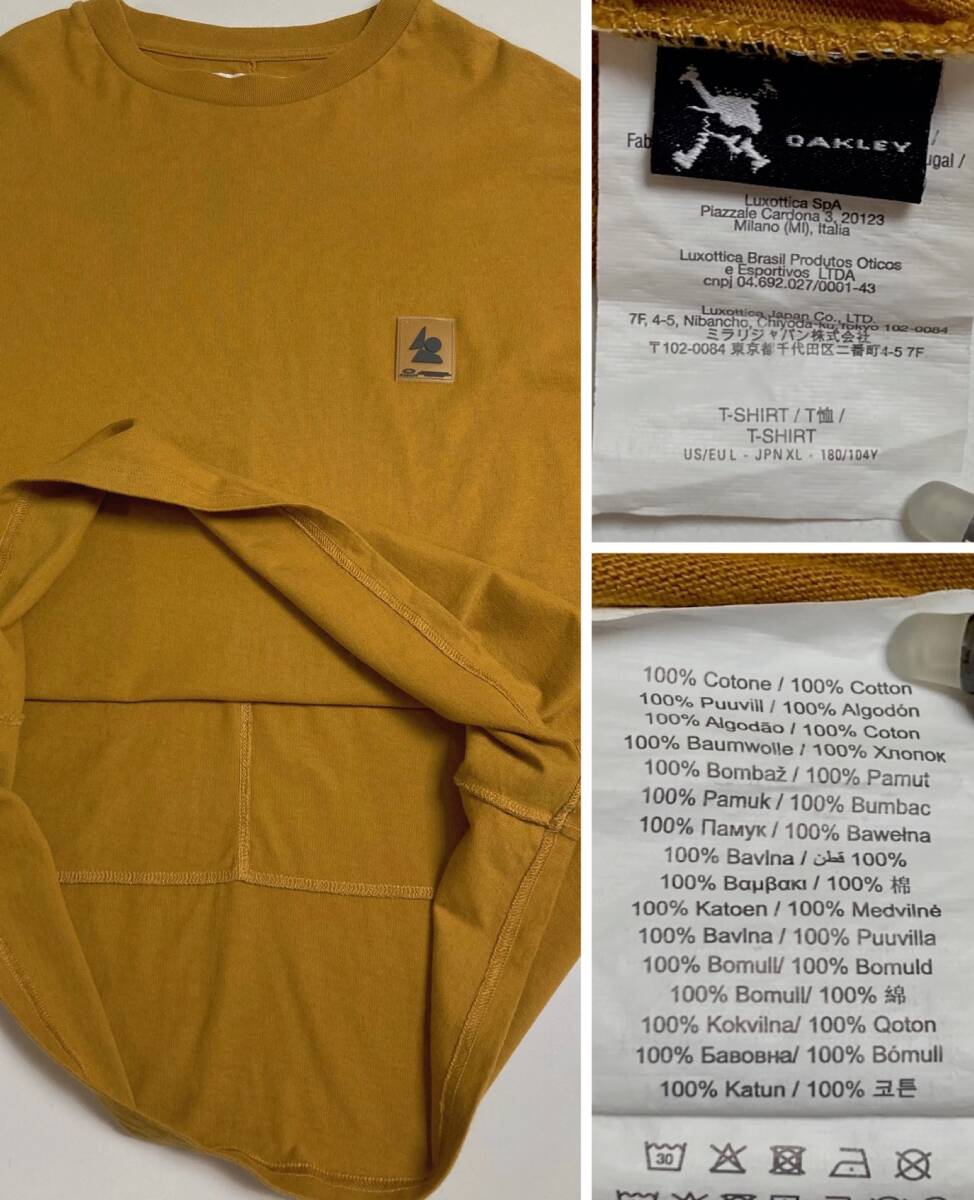 OAKLEY
Fab /
ugal /
Luxottica SpA
Piazzale Cardona 3, 20123
Milano (MI), Italia
Luxottica Brasil Produtos Oticos
e Esportivos LTDA
cnpj 04.692.027/0001-43
Luxottica Japan Co., LTD.
7F, 4-5, Nibancho, Chiyoda-ku, Tokyo 102-0084
ミラリジャパン株式会社
〒102-0084 東京都千代田区二番町4-5 7F
T-SHIRT / T恤 /
T-SHIRT
US/EU L - JPN XL - 180/104Y
100% Cotone / 100% Cotton
100% Puuvill / 100% Algodón
100% Algodão / 100% Coton
100% Baumwolle / 100% Хлопок
100% Bombaž / 100% Pamut
100% Pamuk / 100% Bumbac
100% Памук / 100% Bawełna
100% Bavlna / قطن 100%
100% Βαμβακι / 100% 棉
100% Katoen / 100% Medvilnė
100% Bavlna / 100% Puuvilla
100% Bomull/ 100% Bomuld
100% Bomull/ 100% 綿
100% Kokvilna/ 100% Qoton
100% Бавовна/ 100% Bómull
100% Katun / 100% 코튼
30